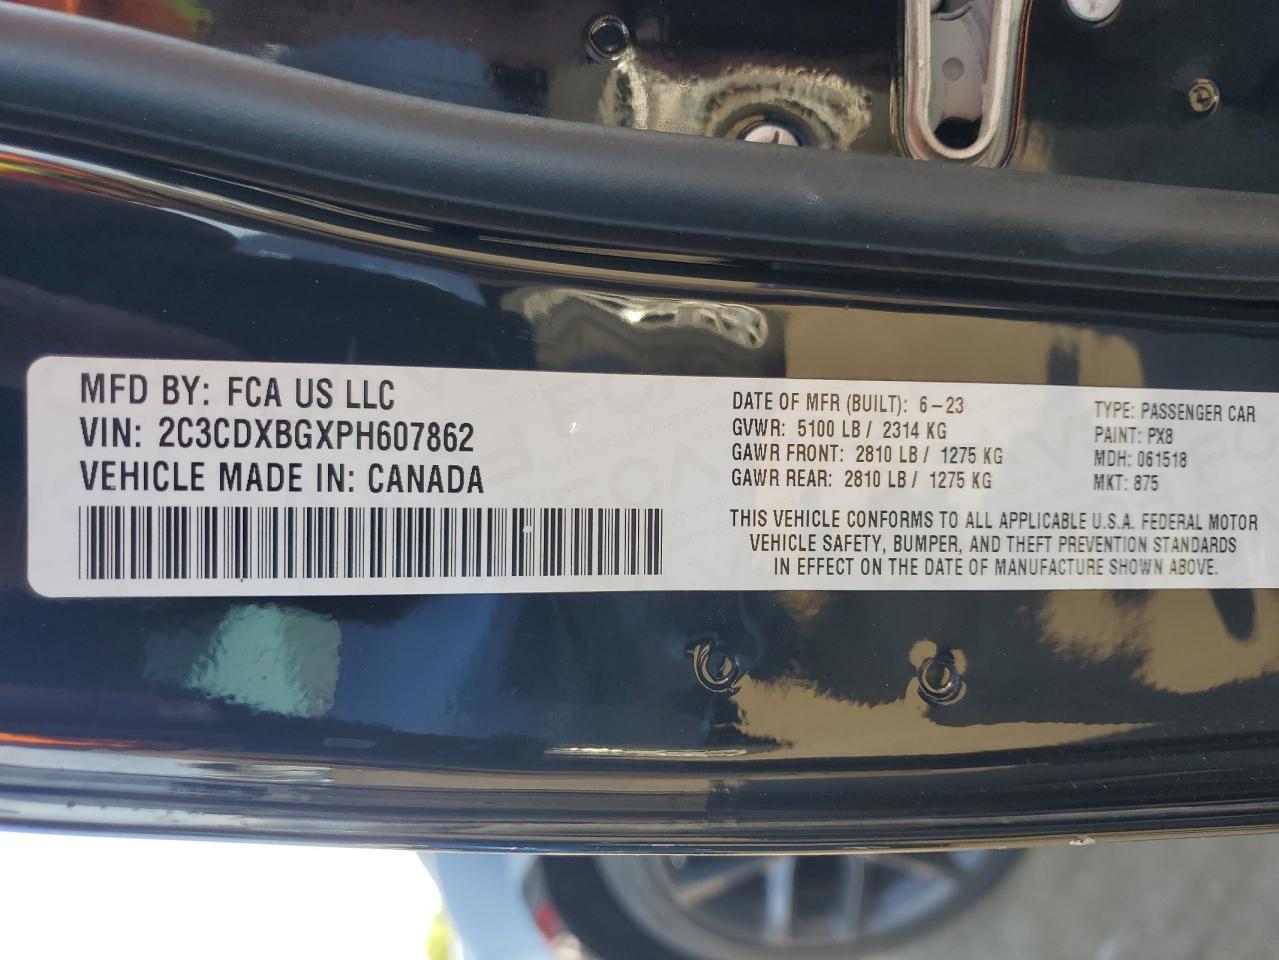 MFD BY: FCA US LLC
VIN: 2C3CDXBGXPH607862
VEHICLE MADE IN: CANADA
DATE OF MFR (BUILT): 6-23
GVWR: 5100 LB / 2314 KG
GAWR FRONT: 2810 LB / 1275 KG
GAWR REAR: 2810 LB / 1275 KG
TYPE: PASSENGER CAR
PAINT: PX8
MDH: 061518
MKT: 875
THIS VEHICLE CONFORMS TO ALL APPLICABLE U.S.A. FEDERAL MOTOR
VEHICLE SAFETY, BUMPER, AND THEFT PREVENTION STANDARDS
IN EFFECT ON THE DATE OF MANUFACTURE SHOWN ABOVE.